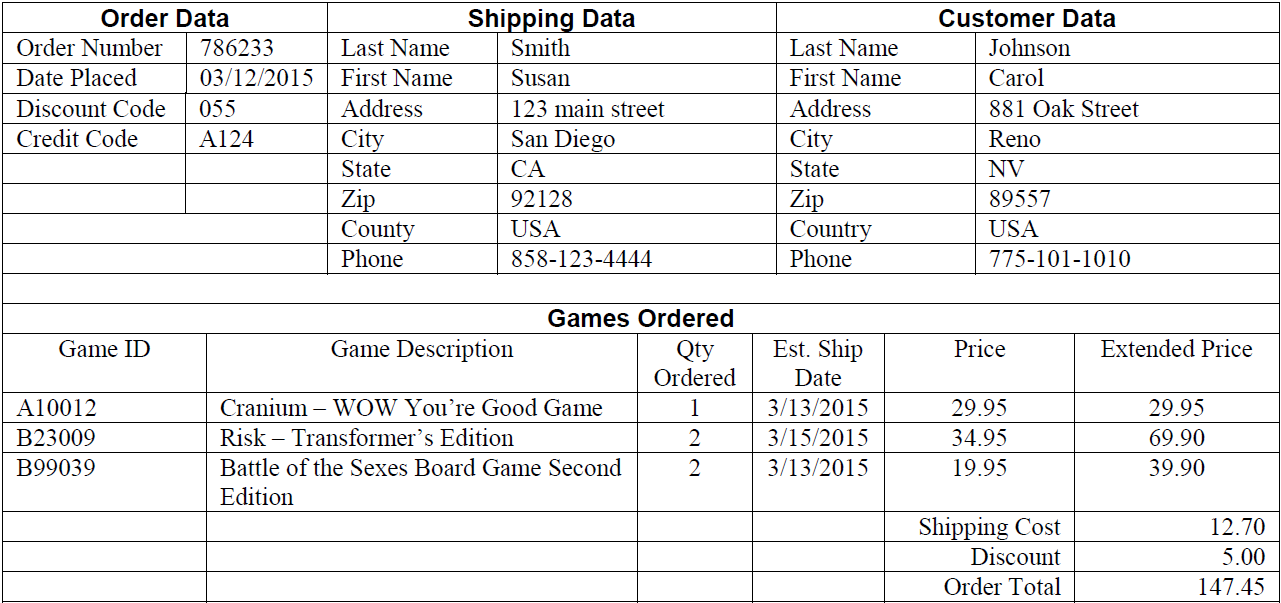 Order Data Shipping Data Customer Data
Order Number 786233 Last Name Smith Last Name Johnson
Date Placed 03/12/2015 First Name Susan First Name Carol
Discount Code 055 Address 123 main street Address 881 Oak Street
Credit Code A124 City San Diego City Reno
State CA State NV
Zip 92128 Zip 89557
County USA Country USA
Phone 858-123-4444 Phone 775-101-1010
Games Ordered
Game ID Game Description Qty Est. Ship Price Extended Price
Ordered Date
A10012 Cranium – WOW You’re Good Game 1 3/13/2015 29.95 29.95
B23009 Risk – Transformer’s Edition 2 3/15/2015 34.95 69.90
B99039 Battle of the Sexes Board Game Second 2 3/13/2015 19.95 39.90
Edition
Shipping Cost 12.70
Discount 5.00
Order Total 147.45